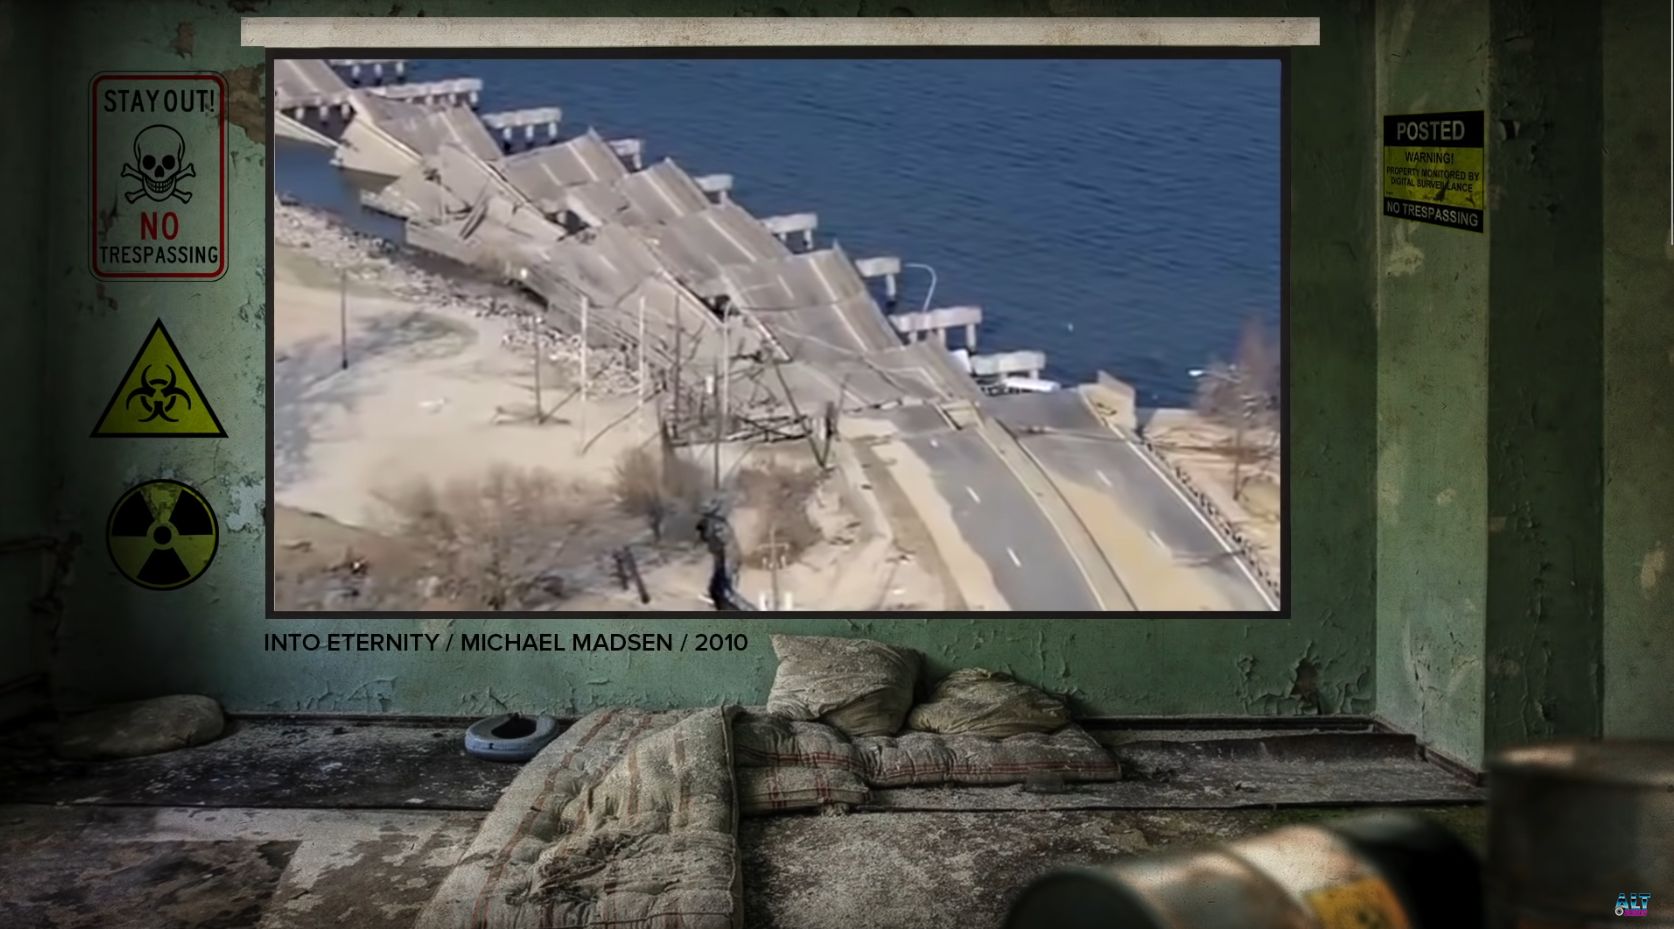 STAY OUT!
NO
TRESPASSING
POSTED
WARNING!
PROPERTY MONITORED BY
DIGITAL SURVEILLANCE
NO TRESPASSING
INTO ETERNITY / MICHAEL MADSEN / 2010
ALT